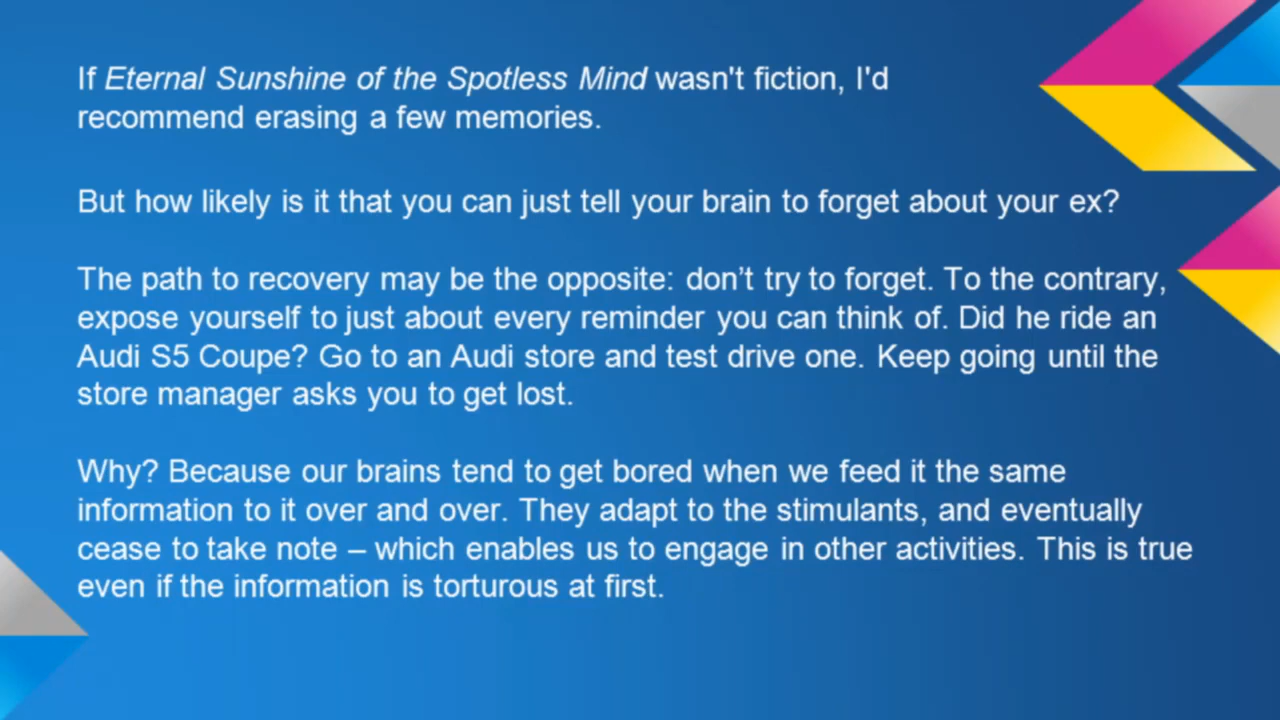 If Eternal Sunshine of the Spotless Mind wasn't fiction, I'd
recommend erasing a few memories.
But how likely is it that you can just tell your brain to forget about your ex?
The path to recovery may be the opposite: don’t try to forget. To the contrary,
expose yourself to just about every reminder you can think of. Did he ride an
Audi S5 Coupe? Go to an Audi store and test drive one. Keep going until the
store manager asks you to get lost.
Why? Because our brains tend to get bored when we feed it the same
information to it over and over. They adapt to the stimulants, and eventually
cease to take note – which enables us to engage in other activities. This is true
even if the information is torturous at first.